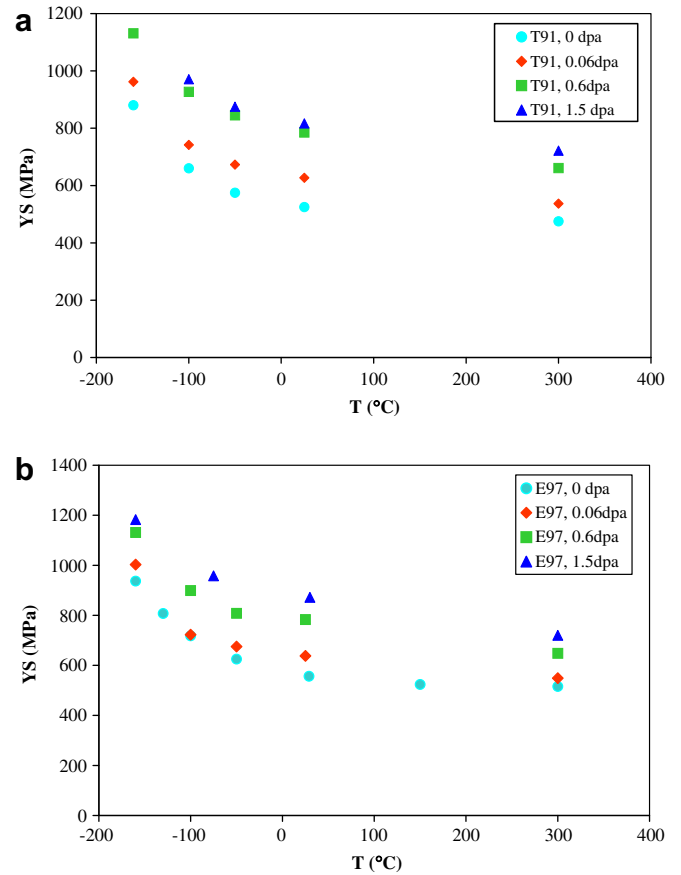 a
1200
1000
800
600
400
200
0
YS (MPa)
-200
-100
0
100
200
300
400
T (°C)
T91, 0 dpa
T91, 0.06dpa
T91, 0.6dpa
T91, 1.5 dpa
b
1400
1200
1000
800
600
400
200
0
YS (MPa)
-200
-100
0
100
200
300
400
T (°C)
E97, 0 dpa
E97, 0.06dpa
E97, 0.6dpa
E97, 1.5dpa